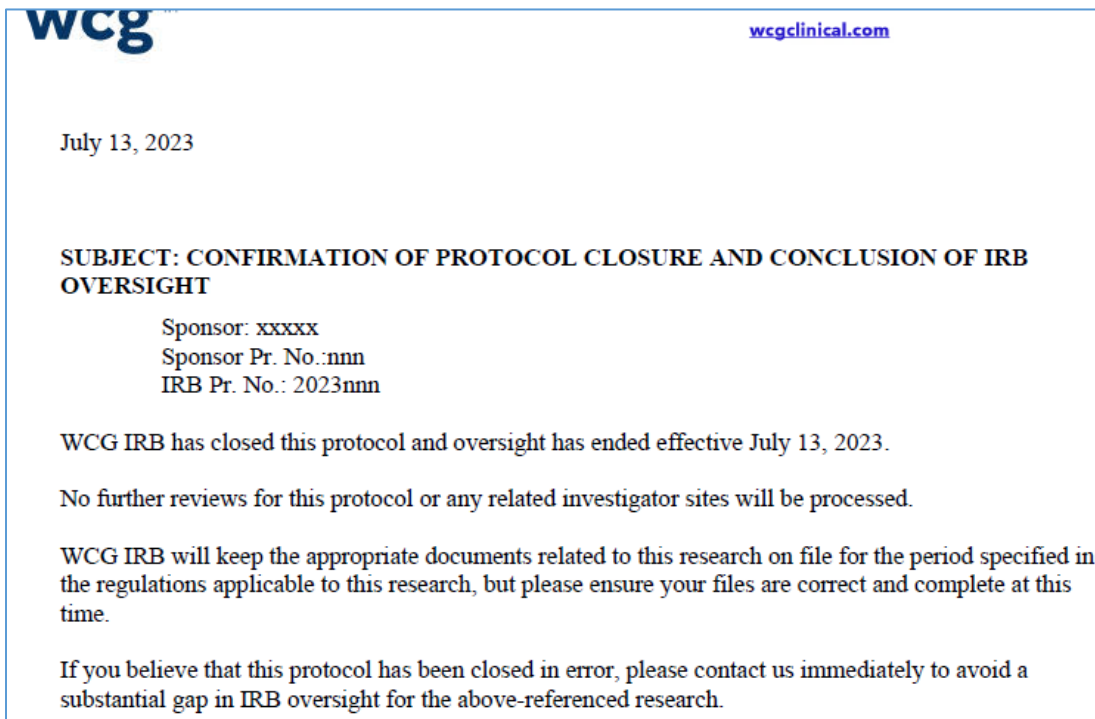 wcg
wcgclinical.com
July 13, 2023
SUBJECT: CONFIRMATION OF PROTOCOL CLOSURE AND CONCLUSION OF IRB
OVERSIGHT
Sponsor: xxxxx
Sponsor Pr. No.:nnn
IRB Pr. No.: 2023nnn
WCG IRB has closed this protocol and oversight has ended effective July 13, 2023.
No further reviews for this protocol or any related investigator sites will be processed.
WCG IRB will keep the appropriate documents related to this research on file for the period specified in
the regulations applicable to this research, but please ensure your files are correct and complete at this
time.
If you believe that this protocol has been closed in error, please contact us immediately to avoid a
substantial gap in IRB oversight for the above-referenced research.